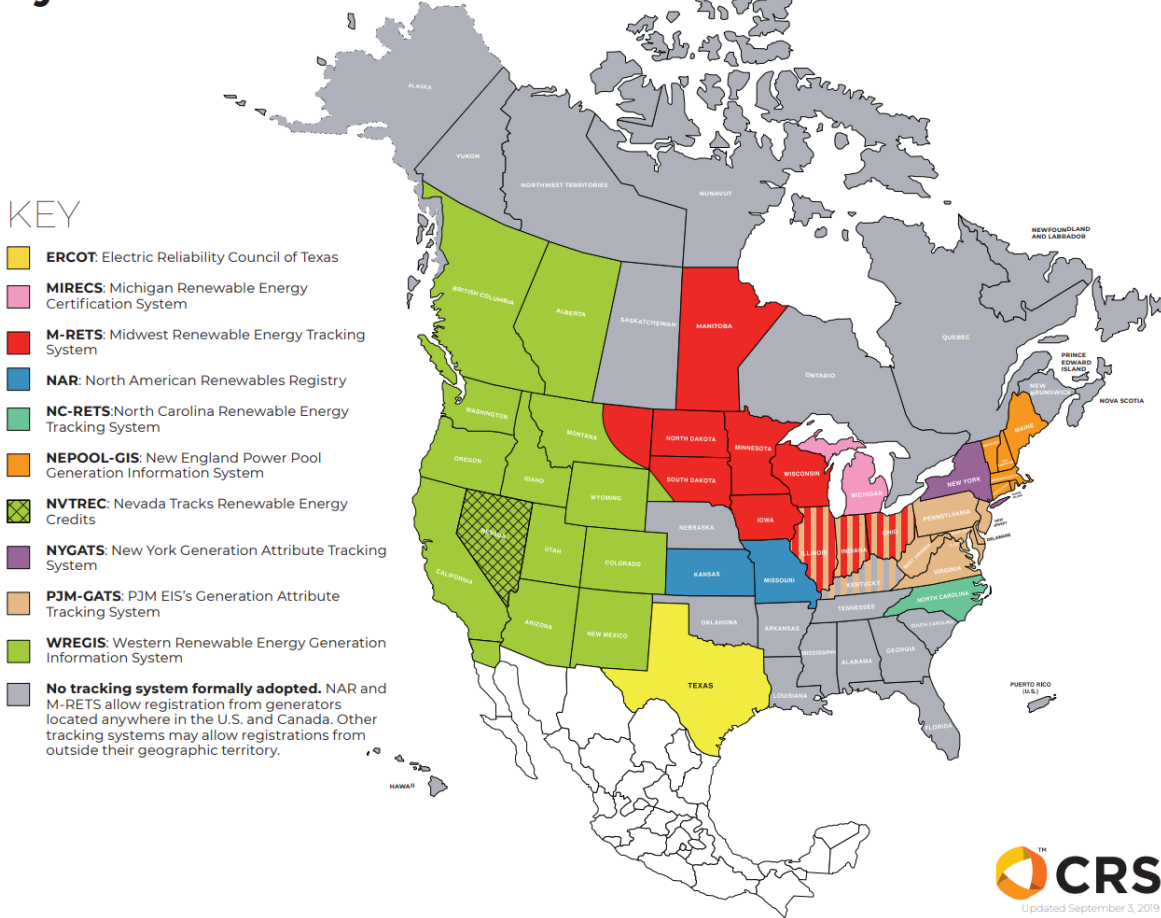 KEY
ERCOT: Electric Reliability Council of Texas
MIRECS: Michigan Renewable Energy
Certification System
M-RETS: Midwest Renewable Energy Tracking
System
NAR: North American Renewables Registry
NC-RETS:North Carolina Renewable Energy
Tracking System
NEPOOL-GIS: New England Power Pool
Generation Information System
NVTREC: Nevada Tracks Renewable Energy
Credits
NYGATS: New York Generation Attribute Tracking
System
PJM-GATS: PJM EIS's Generation Attribute
Tracking System
WREGIS: Western Renewable Energy Generation
Information System
No tracking system formally adopted. NAR and
M-RETS allow registration from generators
located anywhere in the U.S. and Canada. Other
tracking systems may allow registrations from
outside their geographic territory.
ALASKA
YUKON
NORTHWEST TERRITORIES
NUNAVUT
NEWFOUNDLAND
AND LABRADOR
BRITISH COLUMBIA
ALBERTA
SASKATCHEWAN
MANITOBA
ONTARIO
QUEBEC
PRINCE
EDWARD
ISLAND
NEW
BRUNSWICK
NOVA SCOTIA
WASHINGTON
MONTANA
NORTH DAKOTA
MINNESOTA
MAINE
OREGON
IDAHO
WYOMING
SOUTH DAKOTA
WISCONSIN
MICHIGAN
NEW YORK
NEVADA
UTAH
COLORADO
NEBRASKA
IOWA
ILLINOIS
INDIANA
OHIO
PENNSYLVANIA
NEW
JERSEY
DELAWARE
WEST VIRGINIA
VIRGINIA
CALIFORNIA
KANSAS
MISSOURI
KENTUCKY
NORTH CAROLINA
TENNESSEE
SOUTH CAROLINA
ARIZONA
NEW MEXICO
OKLAHOMA
ARKANSAS
MISSISSIPPI
ALABAMA
GEORGIA
TEXAS
LOUISIANA
FLORIDA
PUERTO RICO
(U.S.)
HAWAII
TM
CRS
Updated September 3, 2019